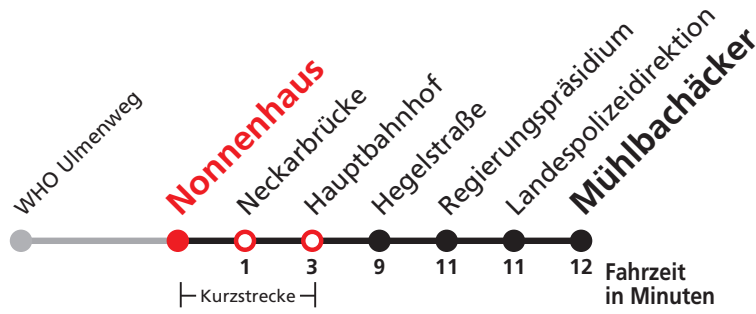 WHO Ulmenweg
Nonnenhaus
Neckarbrücke
Hauptbahnhof
Hegelstraße
Regierungspräsidium
Landespolizeidirektion
Mühlbachäcker
1 3 9 11 11 12
Fahrzeit
in Minuten
Kurzstrecke